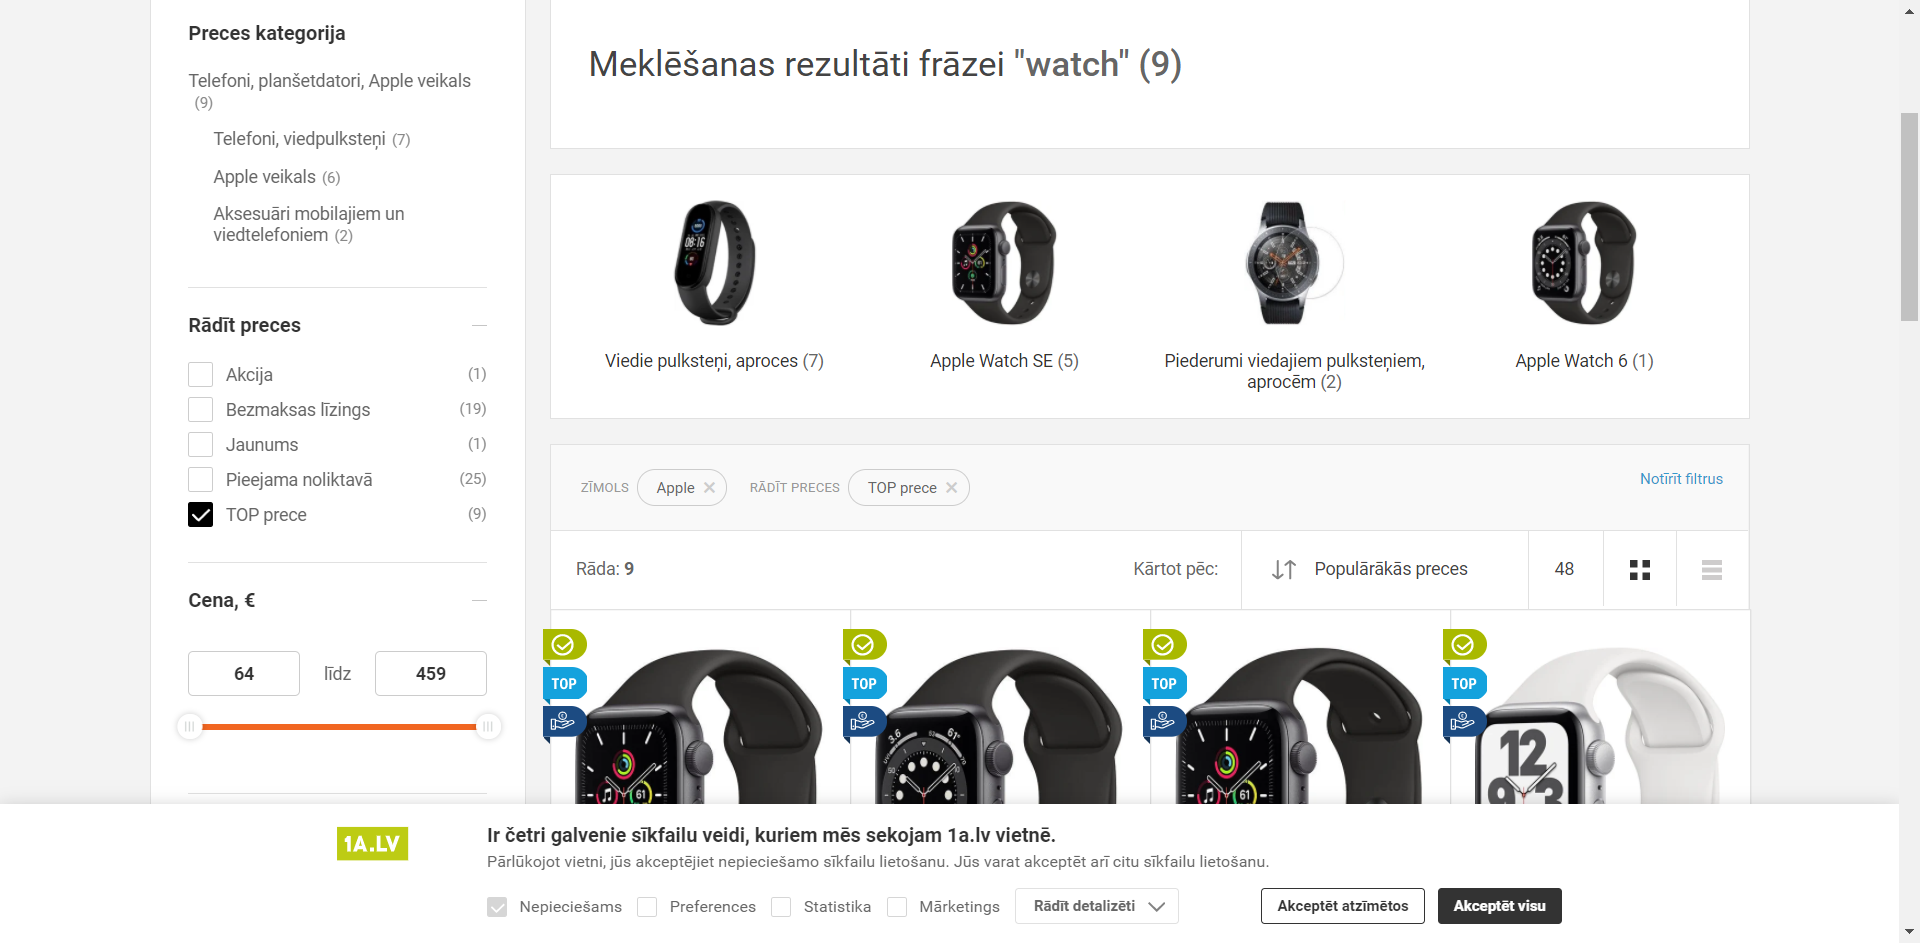 Preces kategorija
Telefoni, planšetdatori, Apple veikals
(9)
Telefoni, viedpulksteņi (7)
Apple veikals (6)
Aksesuāri mobilajiem un
viedtelefoniem (2)
Rādīt preces
Akcija (1)
Bezmaksas līzings (19)
Jaunums (1)
Pieejama noliktavā (25)
TOP prece (9)
Cena, €
64 līdz 459
Meklēšanas rezultāti frāzei "watch" (9)
Viedie pulksteņi, aproces (7)
Apple Watch SE (5)
Piederumi viedajiem pulksteņiem,
aprocēm (2)
Apple Watch 6 (1)
ZĪMOLS Apple RĀDĪT PRECES TOP prece
Notīrīt filtrus
Rāda: 9
Kārtot pēc: Populārākās preces 48
TOP
TOP
TOP
TOP
1A.LV
Ir četri galvenie sīkfailu veidi, kuriem mēs sekojam 1a.lv vietnē.
Pārlūkojot vietni, jūs akceptējiet nepieciešamo sīkfailu lietošanu. Jūs varat akceptēt arī citu sīkfailu lietošanu.
Nepieciešams Preferences Statistika Mārketings Rādīt detalizēti Akceptēt atzīmētos Akceptēt visu